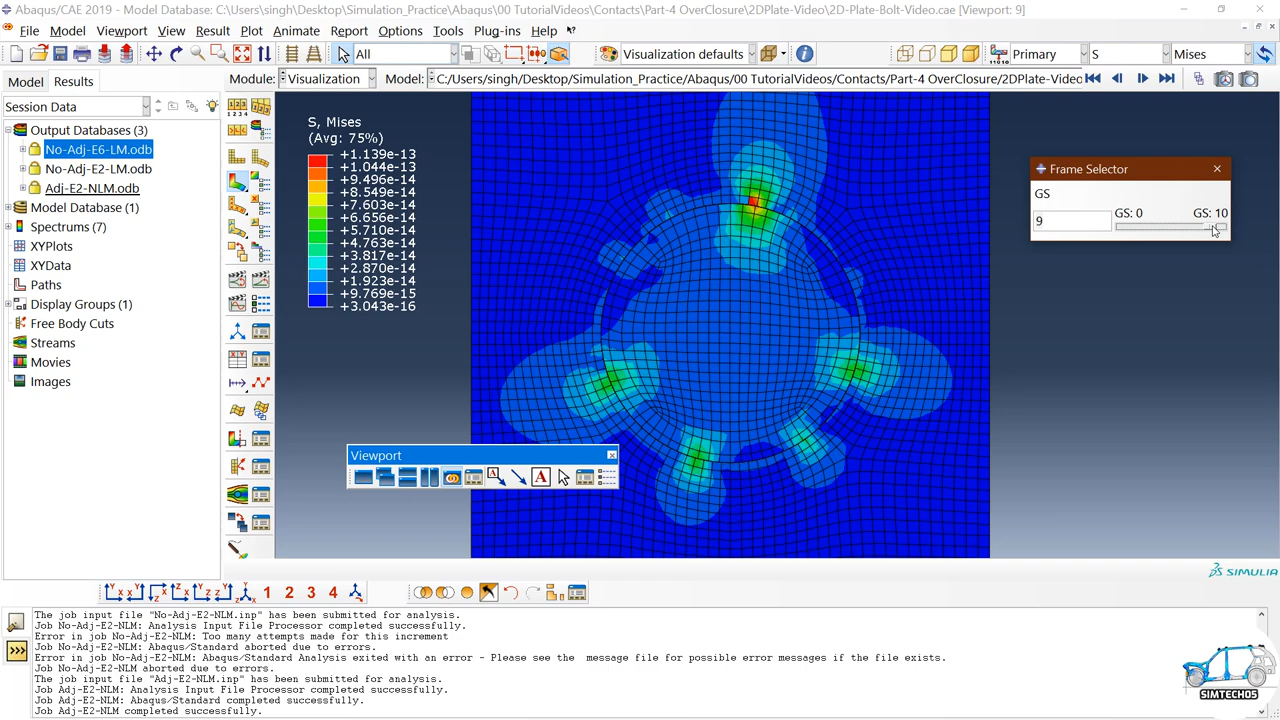 Abaqus/CAE 2019 - Model Database: C:\Users\singh\Desktop\Simulation_Practice\Abaqus\00 TutorialVideos\Contacts\Part-4 OverClosure\2DPlate-Video\2D-Plate-Bolt-Video.cae [Viewport: 9]
File Model Viewport View Result Plot Animate Report Options Tools Plug-ins Help
All Visualization defaults Primary S Mises
Model Results Module: Visualization Model: C:/Users/singh/Desktop/Simulation_Practice/Abaqus/00 TutorialVideos/Contacts/Part-4 OverClosure/2DPlate-Video
Session Data
Output Databases (3)
No-Adj-E6-LM.odb
No-Adj-E2-LM.odb
Adj-E2-NLM.odb
Model Database (1)
Spectrums (7)
XYPlots
XYData
Paths
Display Groups (1)
Free Body Cuts
Streams
Movies
Images
S, Mises
(Avg: 75%)
+1.139e-13
+1.044e-13
+9.495e-14
+8.549e-14
+7.603e-14
+6.656e-14
+5.710e-14
+4.763e-14
+3.817e-14
+2.870e-14
+1.923e-14
+9.769e-15
+3.043e-16
Frame Selector
GS
9 GS: 0 GS: 10
Viewport
1 2 3 4
SIMULIA
The job input file "No-Adj-E2-NLM.inp" has been submitted for analysis.
Job No-Adj-E2-NLM: Analysis Input File Processor completed successfully.
Error in job No-Adj-E2-NLM: Too many attempts made for this increment
Job No-Adj-E2-NLM: Abaqus/Standard aborted due to errors.
Error in job No-Adj-E2-NLM: Abaqus/Standard Analysis exited with an error - Please see the  message file for possible error messages if the file exists.
Job No-Adj-E2-NLM aborted due to errors.
The job input file "Adj-E2-NLM.inp" has been submitted for analysis.
Job Adj-E2-NLM: Analysis Input File Processor completed successfully.
Job Adj-E2-NLM: Abaqus/Standard completed successfully.
Job Adj-E2-NLM completed successfully.
SIMTECH05